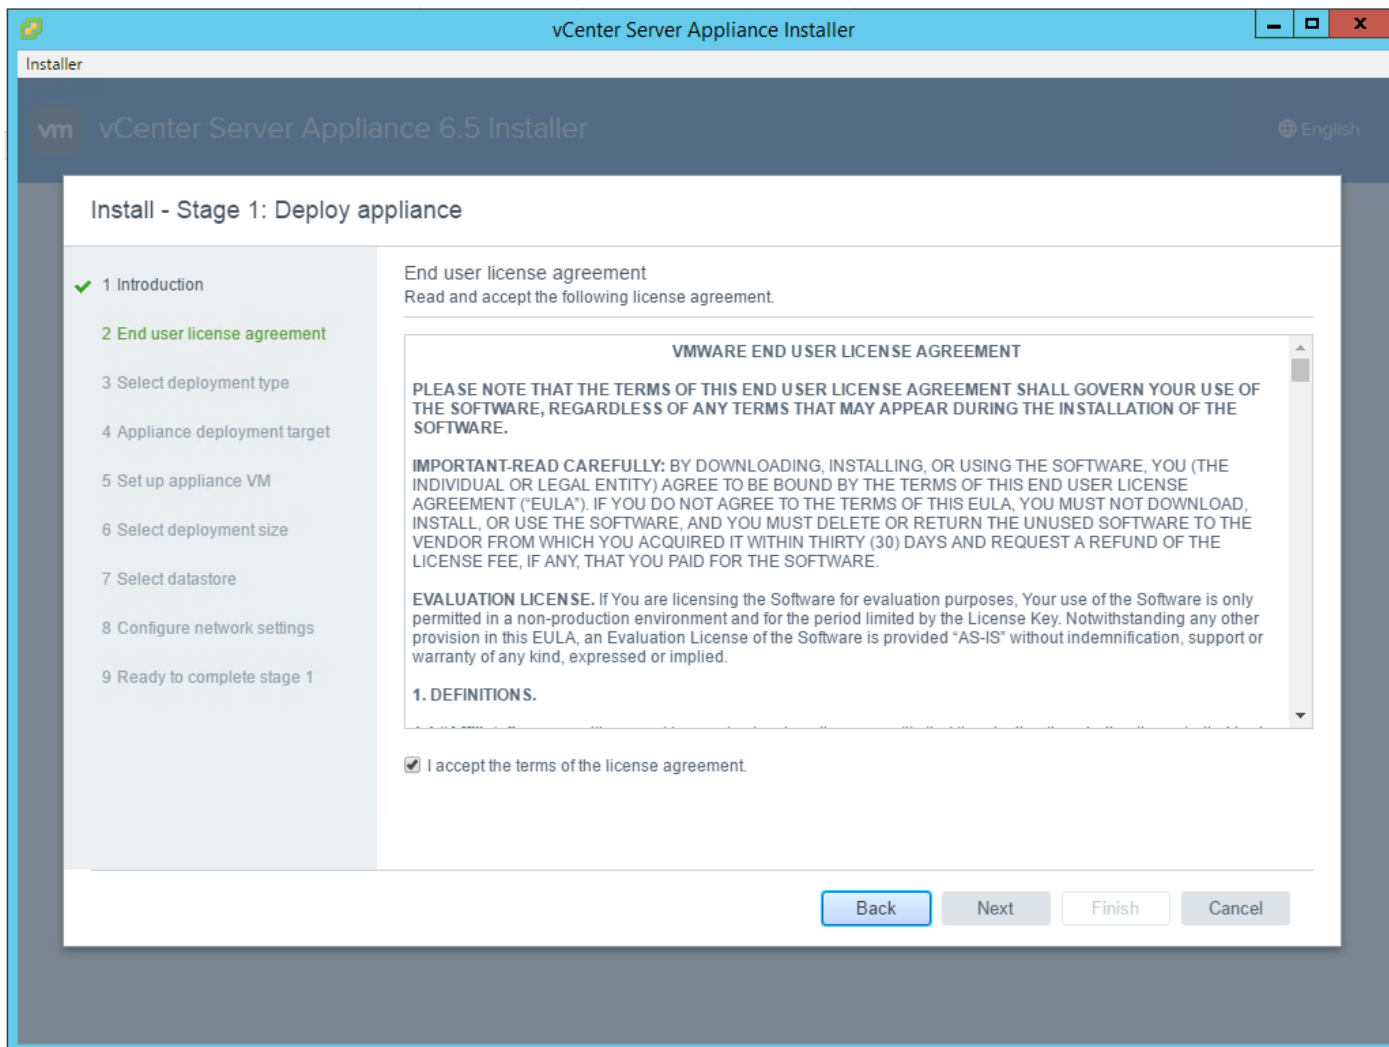 vCenter Server Appliance Installer
Installer
vm vCenter Server Appliance 6.5 Installer
English
Install - Stage 1: Deploy appliance
1 Introduction
2 End user license agreement
3 Select deployment type
4 Appliance deployment target
5 Set up appliance VM
6 Select deployment size
7 Select datastore
8 Configure network settings
9 Ready to complete stage 1
End user license agreement
Read and accept the following license agreement.
VMWARE END USER LICENSE AGREEMENT
PLEASE NOTE THAT THE TERMS OF THIS END USER LICENSE AGREEMENT SHALL GOVERN YOUR USE OF
THE SOFTWARE, REGARDLESS OF ANY TERMS THAT MAY APPEAR DURING THE INSTALLATION OF THE
SOFTWARE.
IMPORTANT-READ CAREFULLY: BY DOWNLOADING, INSTALLING, OR USING THE SOFTWARE, YOU (THE
INDIVIDUAL OR LEGAL ENTITY) AGREE TO BE BOUND BY THE TERMS OF THIS END USER LICENSE
AGREEMENT (“EULA”). IF YOU DO NOT AGREE TO THE TERMS OF THIS EULA, YOU MUST NOT DOWNLOAD,
INSTALL, OR USE THE SOFTWARE, AND YOU MUST DELETE OR RETURN THE UNUSED SOFTWARE TO THE
VENDOR FROM WHICH YOU ACQUIRED IT WITHIN THIRTY (30) DAYS AND REQUEST A REFUND OF THE
LICENSE FEE, IF ANY, THAT YOU PAID FOR THE SOFTWARE.
EVALUATION LICENSE. If You are licensing the Software for evaluation purposes, Your use of the Software is only
permitted in a non-production environment and for the period limited by the License Key. Notwithstanding any other
provision in this EULA, an Evaluation License of the Software is provided “AS-IS” without indemnification, support or
warranty of any kind, expressed or implied.
1. DEFINITIONS.
I accept the terms of the license agreement.
Back
Next
Finish
Cancel